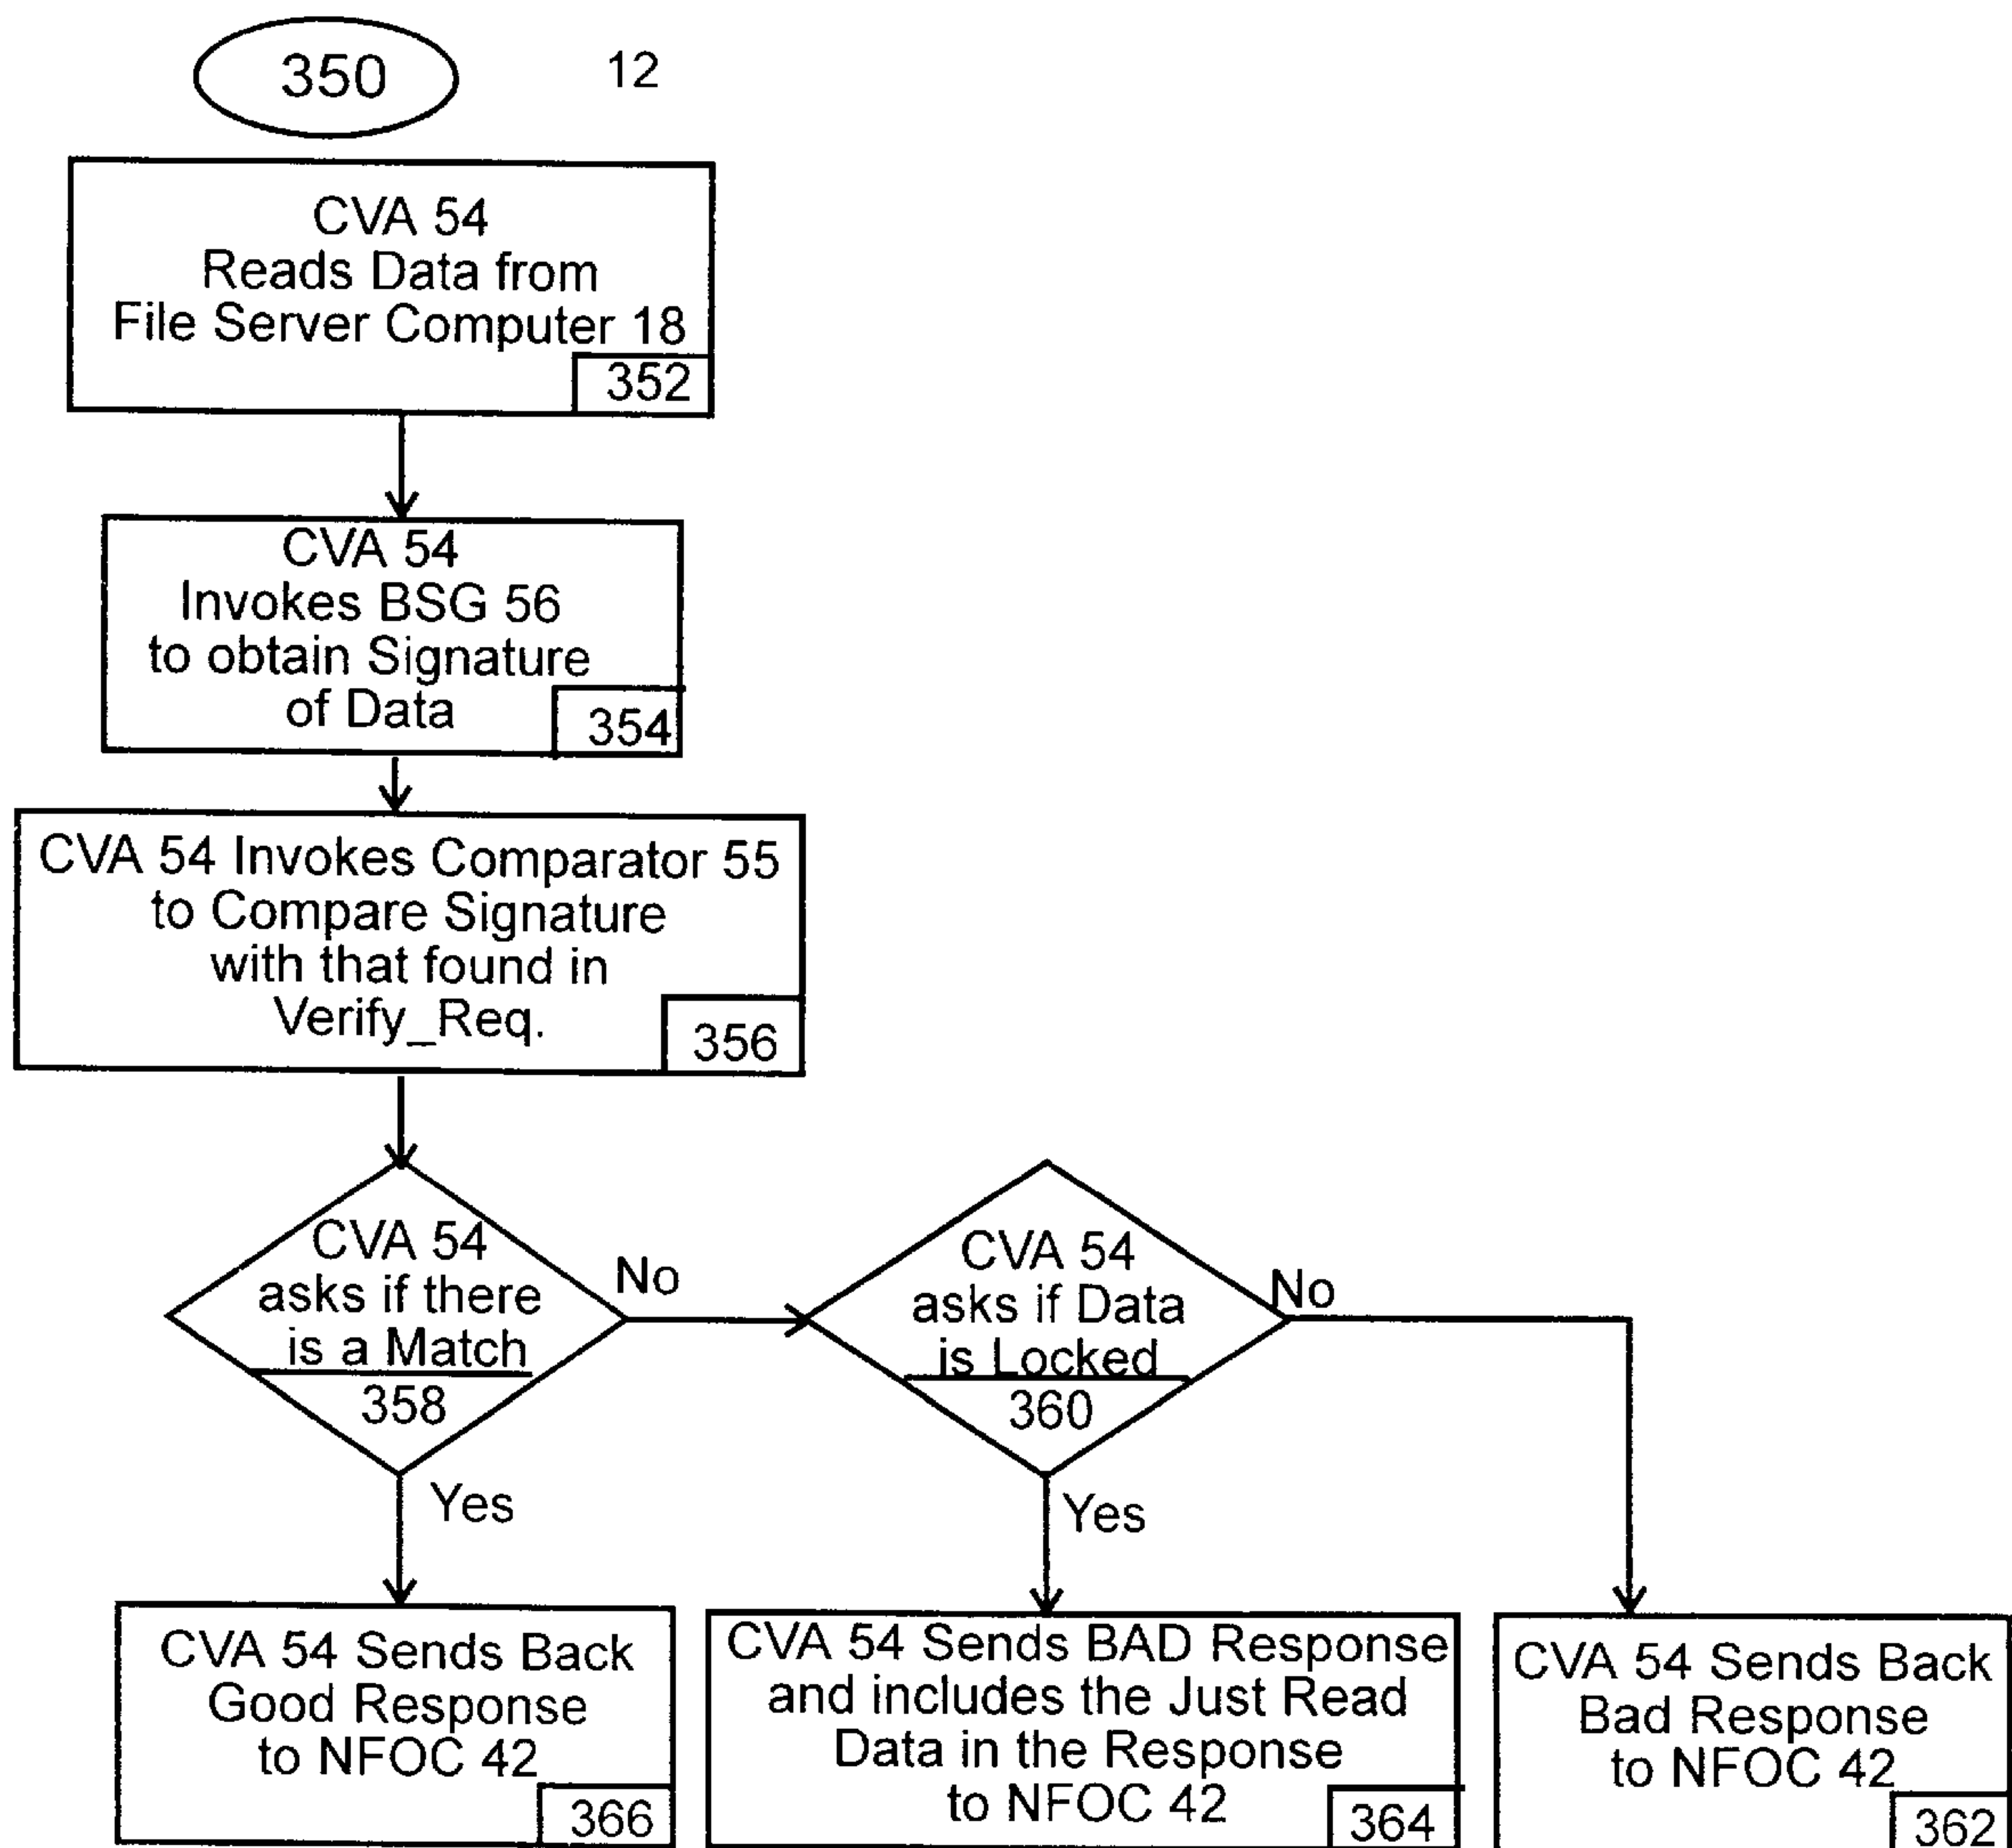 350
12
CVA 54
Reads Data from
File Server Computer 18
352
CVA 54
Invokes BSG 56
to obtain Signature
of Data
354
CVA 54 Invokes Comparator 55
to Compare Signature
with that found in
Verify_Req.
356
CVA 54
asks if there
is a Match
358
No
Yes
CVA 54
asks if Data
is Locked
360
No
Yes
CVA 54 Sends Back
Good Response
to NFOC 42
366
CVA 54 Sends BAD Response
and includes the Just Read
Data in the Response
to NFOC 42
364
CVA 54 Sends Back
Bad Response
to NFOC 42
362